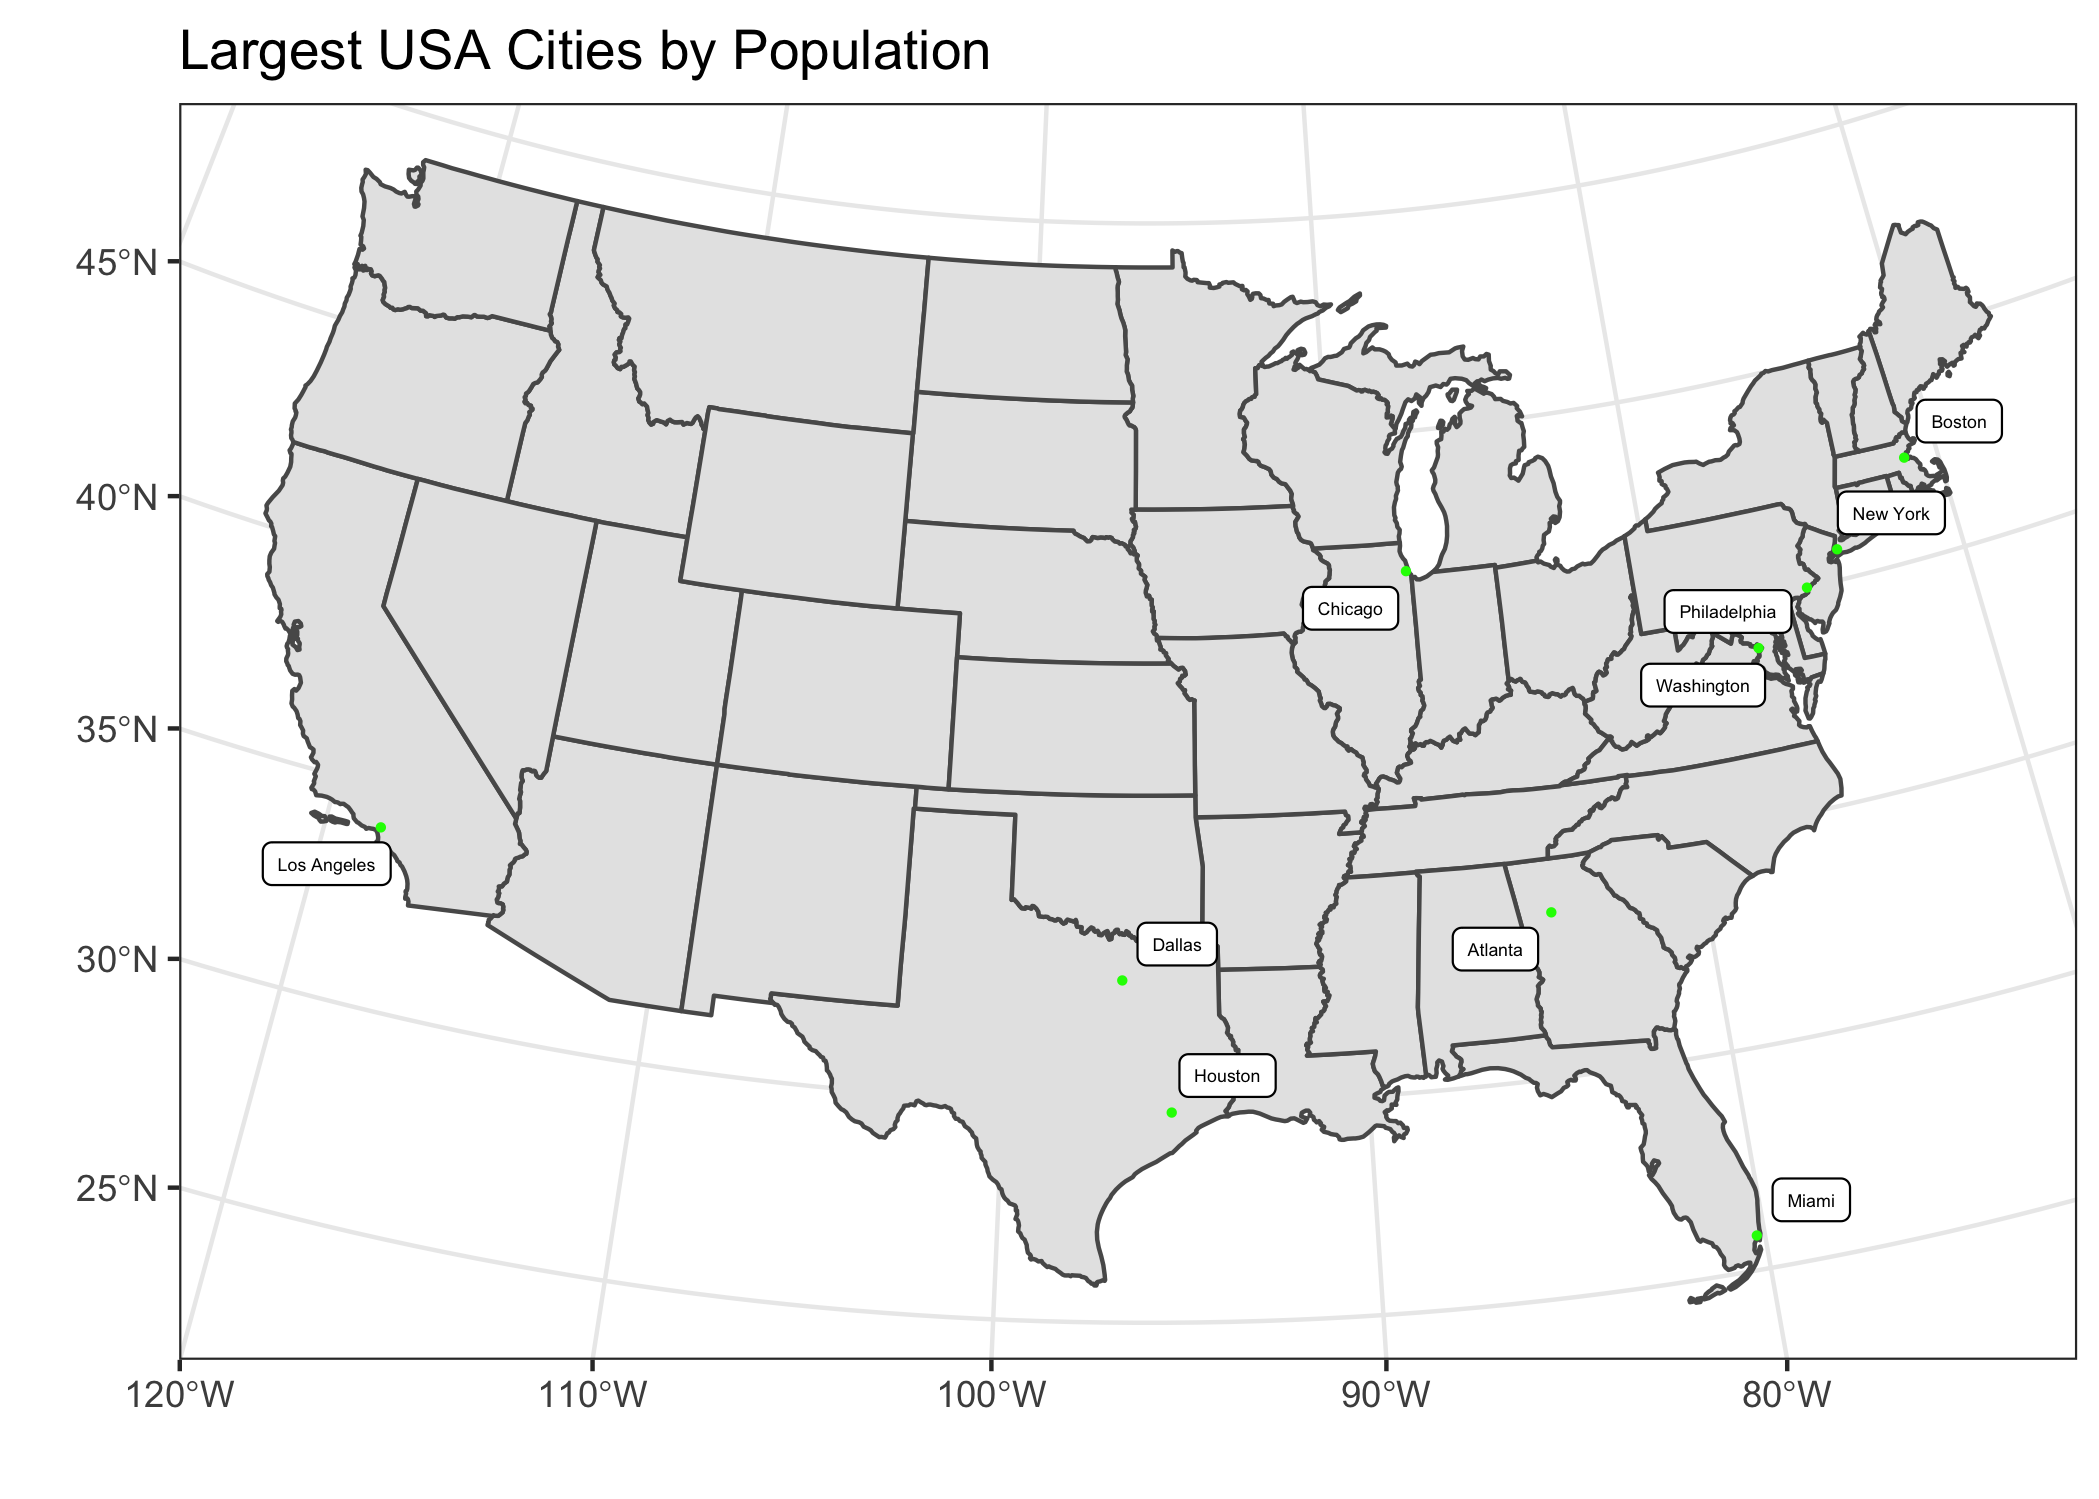 Largest USA Cities by Population
45°N
40°N
35°N
30°N
25°N
Boston
New York
Chicago
Philadelphia
Washington
Los Angeles
Dallas
Atlanta
Houston
Miami
120°W
110°W
100°W
90°W
80°W